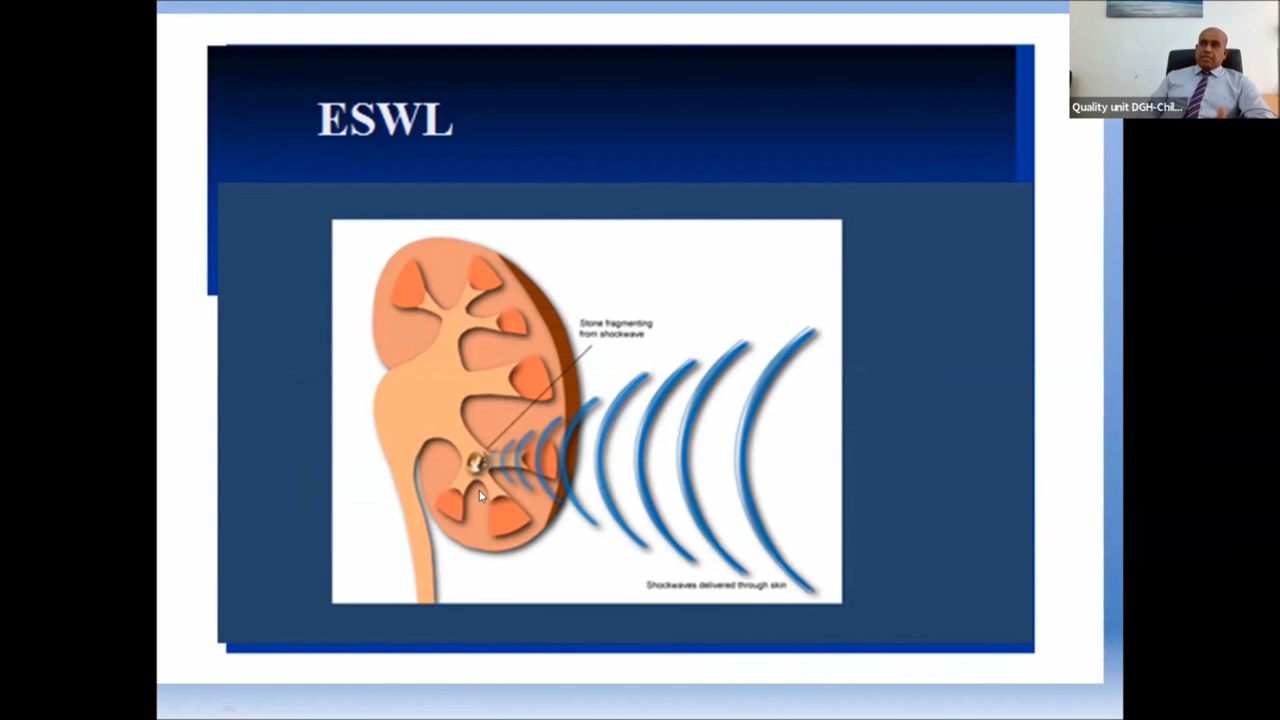 ESWL
Quality unit DGH-Chil...
Stone fragmenting
from shockwave
Shockwaves delivered through skin